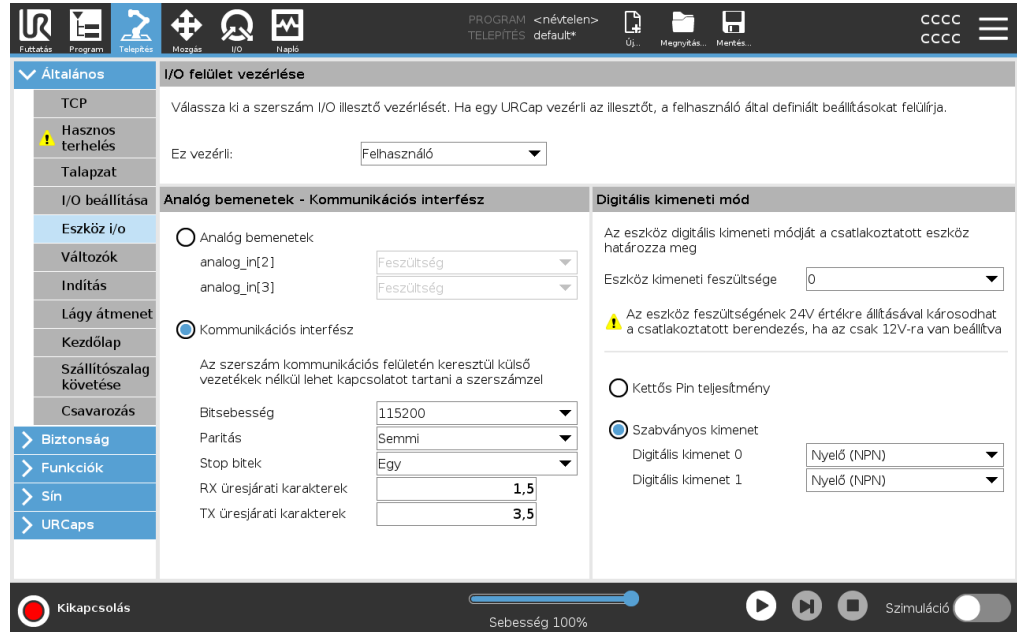 UR
Futtatás
Program
Telepítés
Mozgás
I/O
Napló
PROGRAM <névtelen>
TELEPÍTÉS default*
Új...
Megnyitás...
Mentés...
CCCC
CCCC
Általános
TCP
Hasznos
terhelés
Talapzat
I/O beállítása
Eszköz i/o
Változók
Indítás
Lágy átmenet
Kezdőlap
Szállítószalag
követése
Csavarozás
Biztonság
Funkciók
Sín
URCaps
I/O felület vezérlése
Válassza ki a szerszám I/O illesztő vezérlését. Ha egy URCap vezérli az illesztőt, a felhasználó által definiált beállításokat felülírja.
Ez vezérli: Felhasználó
Analóg bemenetek - Kommunikációs interfész
Analóg bemenetek
analog_in[2] Feszültség
analog_in[3] Feszültség
Kommunikációs interfész
Az szerszám kommunikációs felületén keresztül külső
vezetékek nélkül lehet kapcsolatot tartani a szerszámzel
Bitsebesség 115200
Paritás Semmi
Stop bitek Egy
RX üresjárati karakterek 1,5
TX üresjárati karakterek 3,5
Digitális kimeneti mód
Az eszköz digitális kimeneti módját a csatlakoztatott eszköz
határozza meg
Eszköz kimeneti feszültsége 0
Az eszköz feszültségének 24V értékre állításával károsodhat
a csatlakoztatott berendezés, ha az csak 12V-ra van beállítva
Kettős Pin teljesítmény
Szabványos kimenet
Digitális kimenet 0 Nyelő (NPN)
Digitális kimenet 1 Nyelő (NPN)
Kikapcsolás
Sebesség 100%
Szimuláció